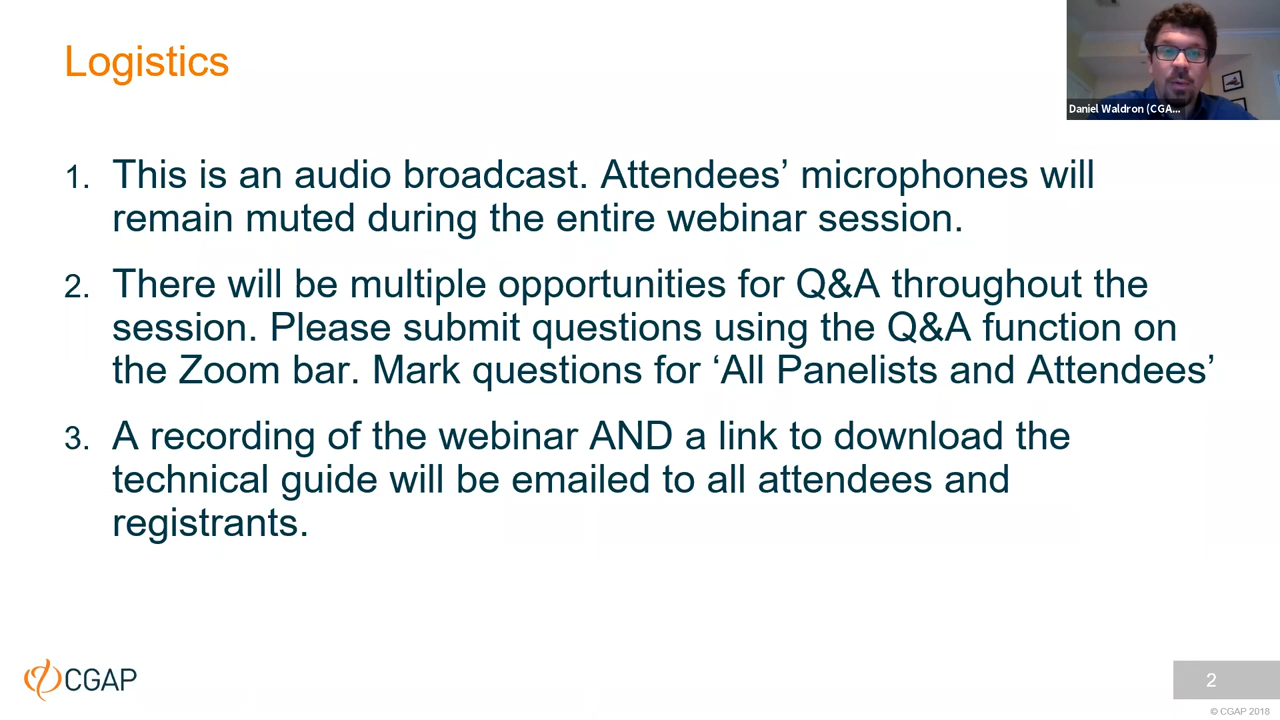 Logistics
Daniel Waldron (CGA...
1. This is an audio broadcast. Attendees’ microphones will
remain muted during the entire webinar session.
2. There will be multiple opportunities for Q&A throughout the
session. Please submit questions using the Q&A function on
the Zoom bar. Mark questions for ‘All Panelists and Attendees’
3. A recording of the webinar AND a link to download the
technical guide will be emailed to all attendees and
registrants.
CGAP
2
© CGAP 2018